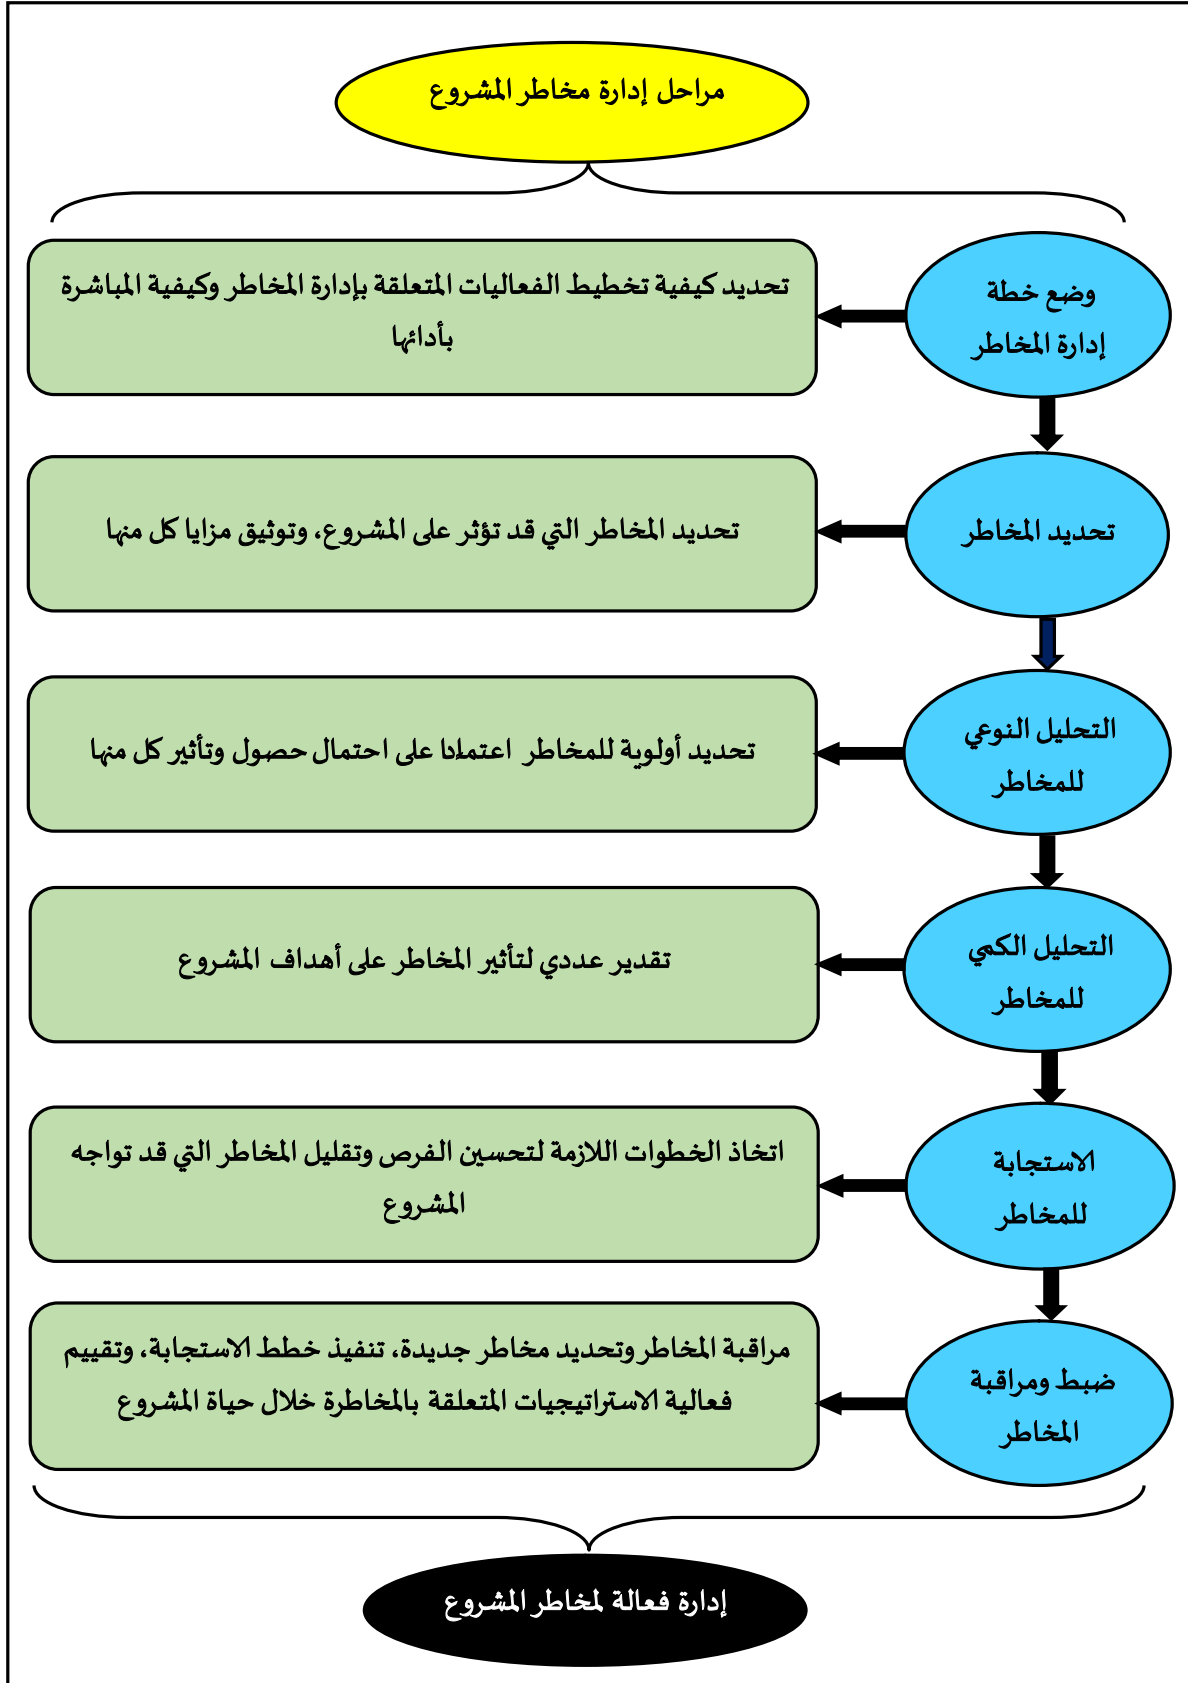 مراحل إدارة مخاطر المشروع
وضع خطة
إدارة المخاطر
تحديد كيفية تخطيط الفعاليات المتعلقة بإدارة المخاطر وكيفية المباشرة
بأدائها
تحديد المخاطر
تحديد المخاطر التي قد تؤثر على المشروع، وتوثيق مزايا كل منها
التحليل النوعي
للمخاطر
تحديد أولوية للمخاطر اعتمادا على احتمال حصول وتأثير كل منها
التحليل الكمي
للمخاطر
تقدير عددي لتأثير المخاطر على أهداف المشروع
الاستجابة
للمخاطر
اتخاذ الخطوات اللازمة لتحسين الفرص وتقليل المخاطر التي قد تواجه
المشروع
ضبط ومراقبة
المخاطر
مراقبة المخاطر وتحديد مخاطر جديدة، تنفيذ خطط الاستجابة، وتقييم
فعالية الاستراتيجيات المتعلقة بالمخاطرة خلال حياة المشروع
إدارة فعالة لمخاطر المشروع